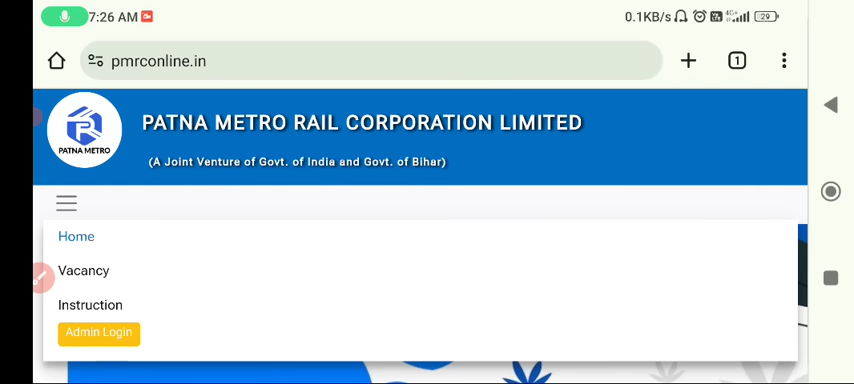 7:26 AM 0.1KB/s 4G+ 29
pmrconline.in 1
PATNA METRO RAIL CORPORATION LIMITED
PATNA METRO
(A Joint Venture of Govt. of India and Govt. of Bihar)
Home
Vacancy
Instruction
Admin Login